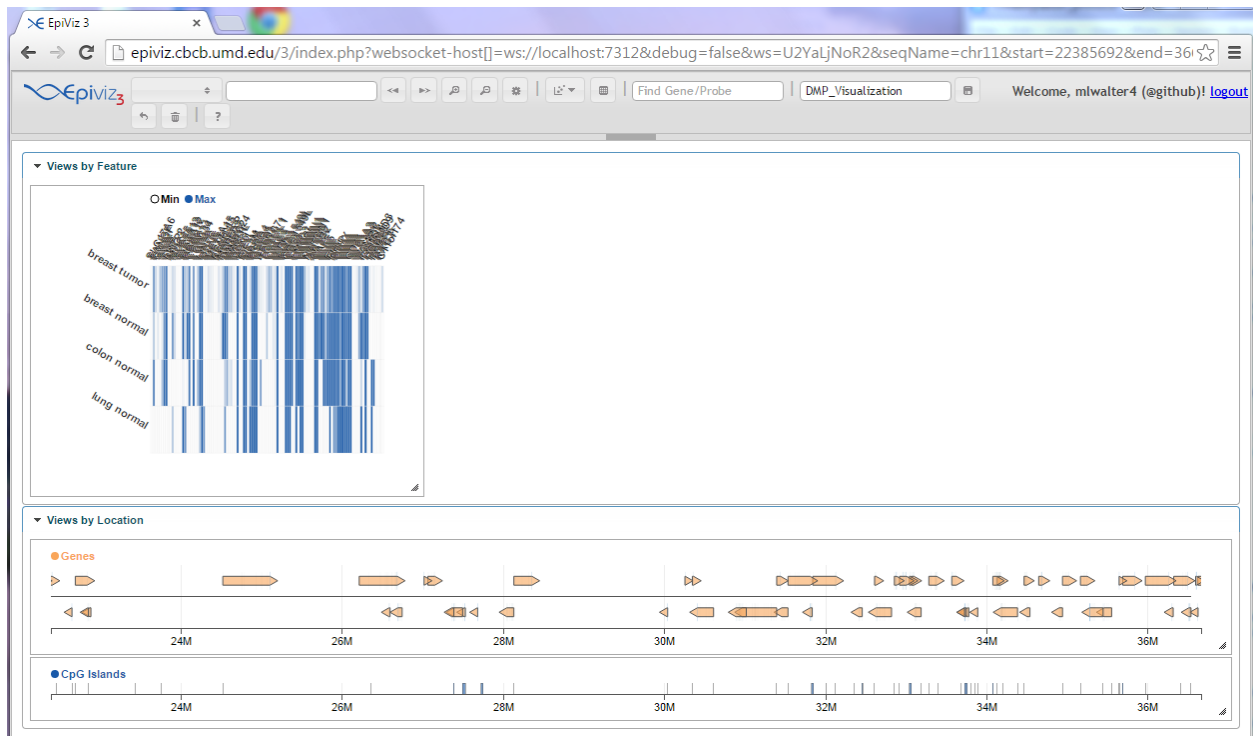 EpiViz 3
epiviz.cbcb.umd.edu/3/index.php?websocket-host[]=ws://localhost:7312&debug=false&ws=U2YaLjNoR2&seqName=chr11&start=22385692&end=36
Epiviz3 Find Gene/Probe DMP_Visualization Welcome, mlwalter4 (@github)! logout
?
Views by Feature
Min Max
breast tumor
breast normal
colon normal
lung normal
Views by Location
Genes
24M 26M 28M 30M 32M 34M 36M
CpG Islands
24M 26M 28M 30M 32M 34M 36M